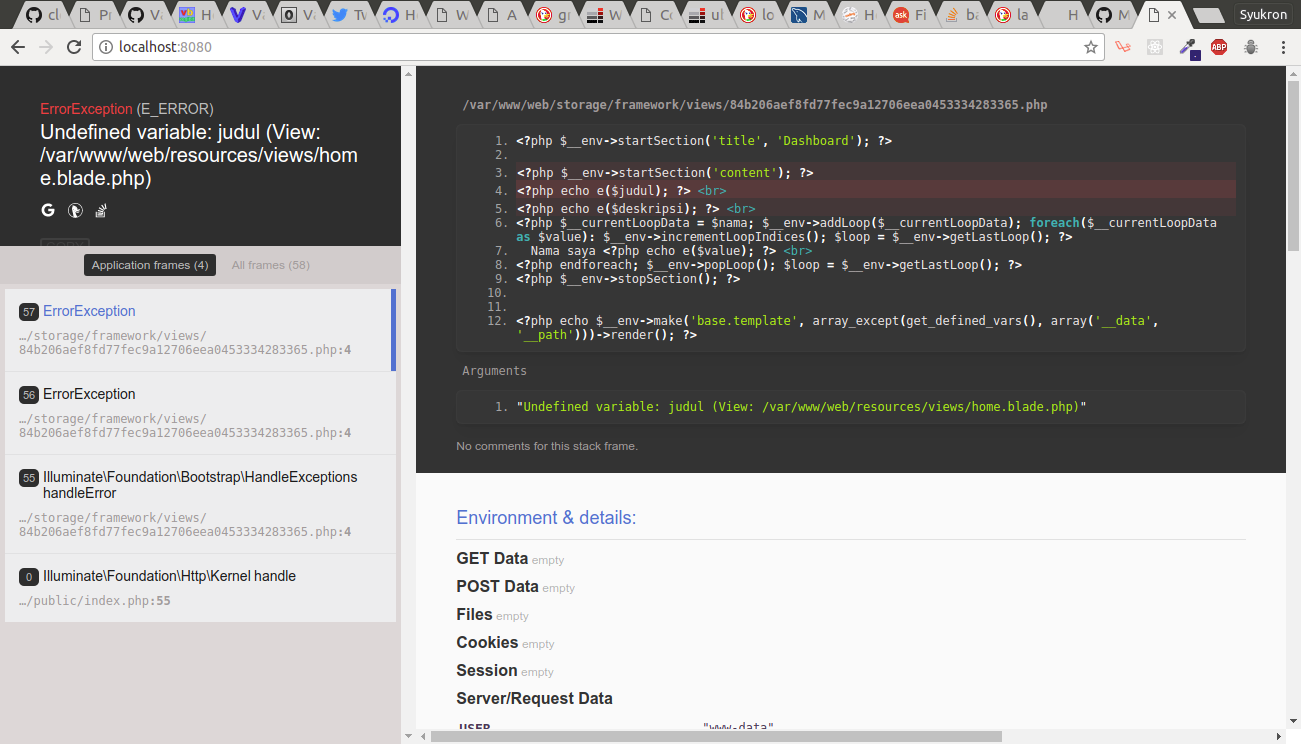 cl
Pr
V
H
V
V
Tw
H
W
A
gr
W
C
ul
lo
M
H
Fi
ba
la
H
M
Syukron
localhost:8080
ABP
ErrorException (E_ERROR)
Undefined variable: judul (View:
/var/www/web/resources/views/hom
e.blade.php)
COPY
Application frames (4)
All frames (58)
57 ErrorException
…/storage/framework/views/
84b206aef8fd77fec9a12706eea0453334283365.php:4
56 ErrorException
…/storage/framework/views/
84b206aef8fd77fec9a12706eea0453334283365.php:4
55 Illuminate\Foundation\Bootstrap\HandleExceptions
handleError
…/storage/framework/views/
84b206aef8fd77fec9a12706eea0453334283365.php:4
0 Illuminate\Foundation\Http\Kernel handle
…/public/index.php:55
/var/www/web/storage/framework/views/84b206aef8fd77fec9a12706eea0453334283365.php
1. <?php $__env->startSection('title', 'Dashboard'); ?>
2.
3. <?php $__env->startSection('content'); ?>
4. <?php echo e($judul); ?> <br>
5. <?php echo e($deskripsi); ?> <br>
6. <?php $__currentLoopData = $nama; $__env->addLoop($__currentLoopData); foreach($__currentLoopData
as $value): $__env->incrementLoopIndices(); $loop = $__env->getLastLoop(); ?>
7. Nama saya <?php echo e($value); ?> <br>
8. <?php endforeach; $__env->popLoop(); $loop = $__env->getLastLoop(); ?>
9. <?php $__env->stopSection(); ?>
10.
11.
12. <?php echo $__env->make('base.template', array_except(get_defined_vars(), array('__data',
'__path')))->render(); ?>
Arguments
1. "Undefined variable: judul (View: /var/www/web/resources/views/home.blade.php)"
No comments for this stack frame.
Environment & details:
GET Data empty
POST Data empty
Files empty
Cookies empty
Session empty
Server/Request Data
USER "www-data"